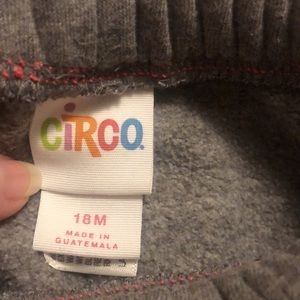 CIRCO.
18M
MADE IN
GUATEMALA